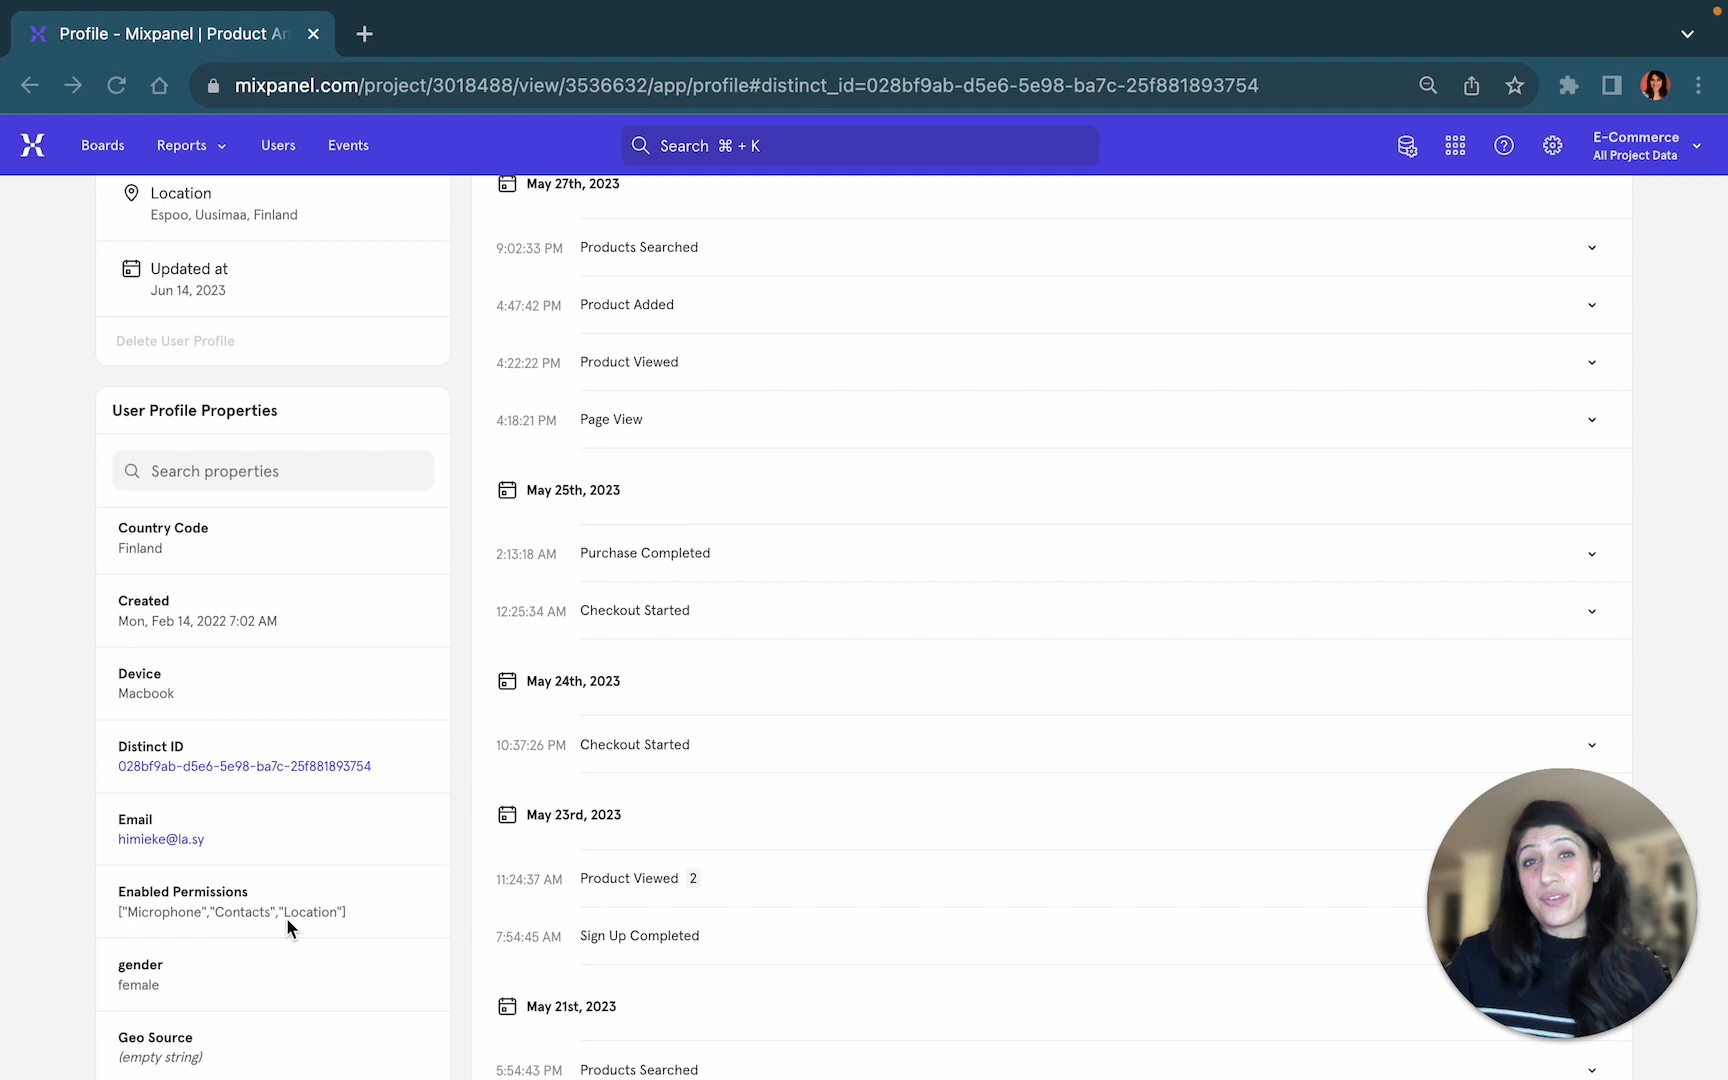 Profile - Mixpanel | Product An
mixpanel.com/project/3018488/view/3536632/app/profile#distinct_id=028bf9ab-d5e6-5e98-ba7c-25f881893754
Boards
Reports
Users
Events
Search ⌘ + K
E-Commerce
All Project Data
Location
Espoo, Uusimaa, Finland
Updated at
Jun 14, 2023
Delete User Profile
User Profile Properties
Search properties
Country Code
Finland
Created
Mon, Feb 14, 2022 7:02 AM
Device
Macbook
Distinct ID
028bf9ab-d5e6-5e98-ba7c-25f881893754
Email
himieke@la.sy
Enabled Permissions
["Microphone","Contacts","Location"]
gender
female
Geo Source
(empty string)
May 27th, 2023
9:02:33 PM Products Searched
4:47:42 PM Product Added
4:22:22 PM Product Viewed
4:18:21 PM Page View
May 25th, 2023
2:13:18 AM Purchase Completed
12:25:34 AM Checkout Started
May 24th, 2023
10:37:26 PM Checkout Started
May 23rd, 2023
11:24:37 AM Product Viewed 2
7:54:45 AM Sign Up Completed
May 21st, 2023
5:54:43 PM Products Searched